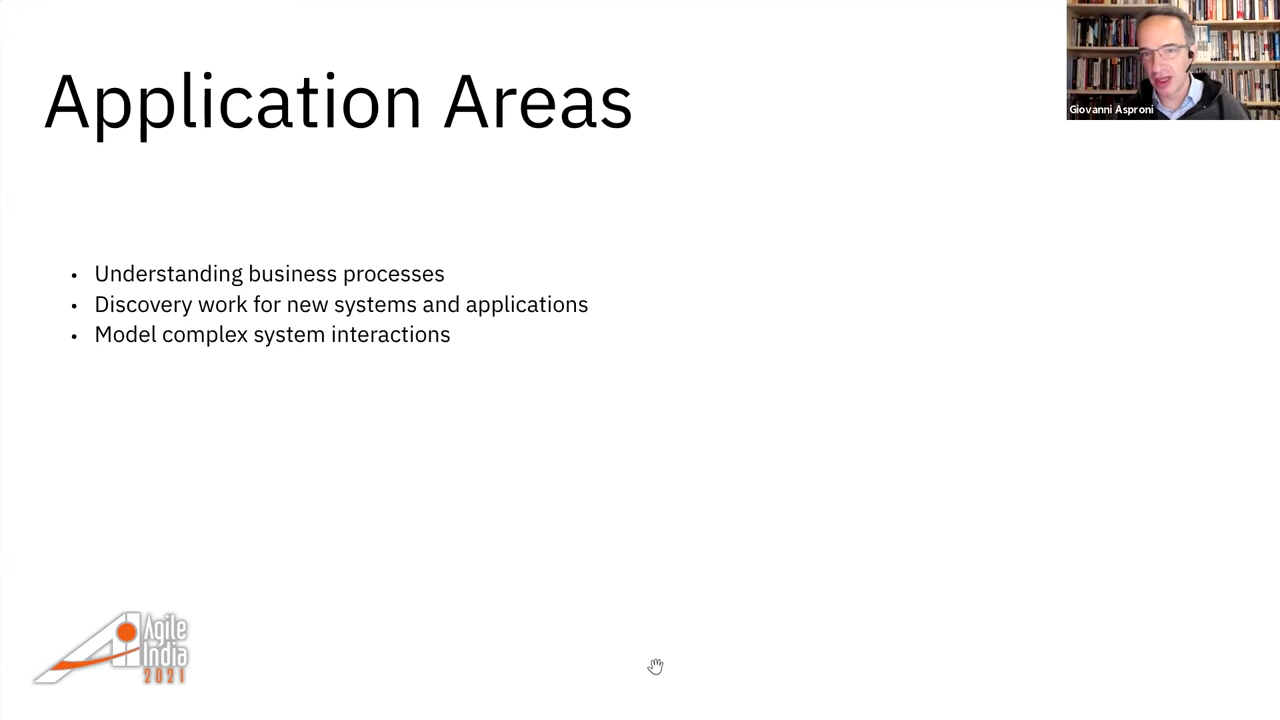 Application Areas
Giovanni Asproni
• Understanding business processes
• Discovery work for new systems and applications
• Model complex system interactions
Agile
India
2021